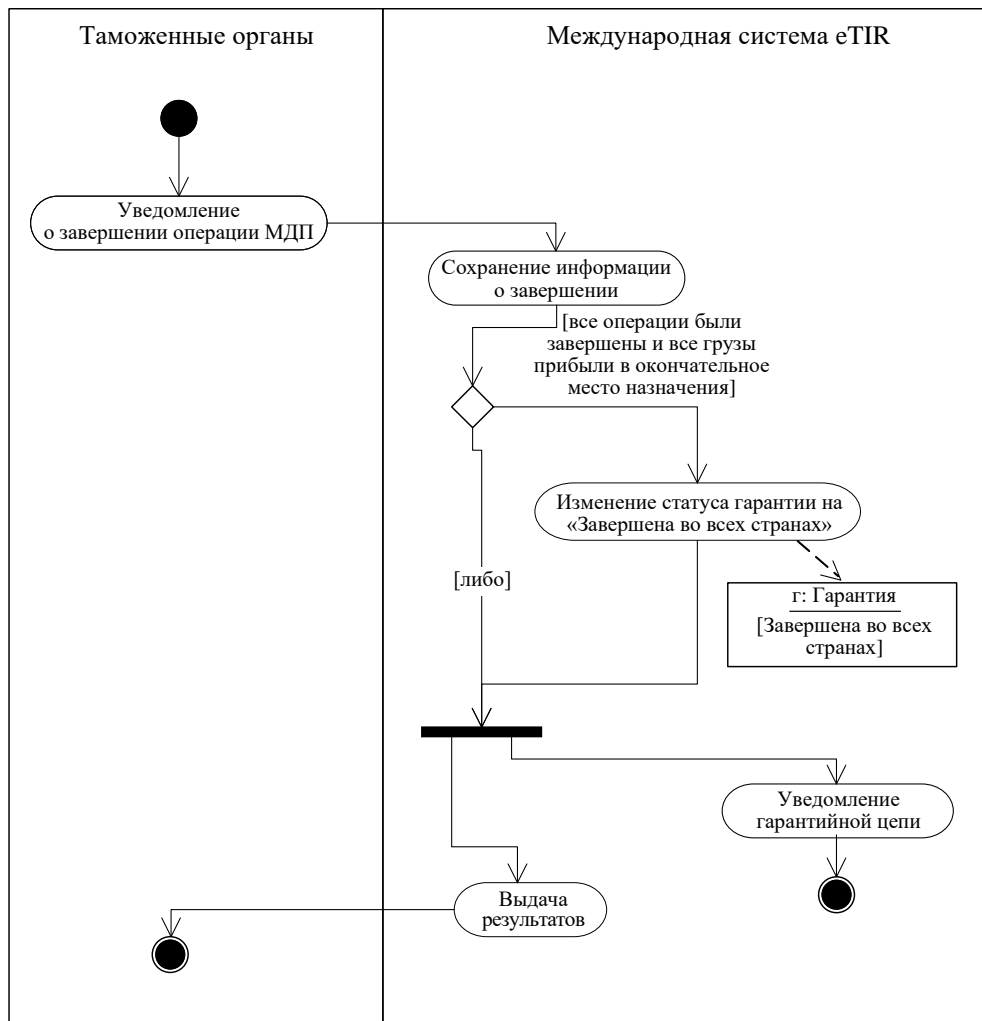 Таможенные органы
Международная система eTIR
Уведомление
о завершении операции МДП
Сохранение информации
о завершении
[все операции были
завершены и все грузы
прибыли в окончательное
место назначения]
Изменение статуса гарантии на
«Завершена во всех странах»
[либо]
г: Гарантия
[Завершена во всех
странах]
Уведомление
гарантийной цепи
Выдача
результатов